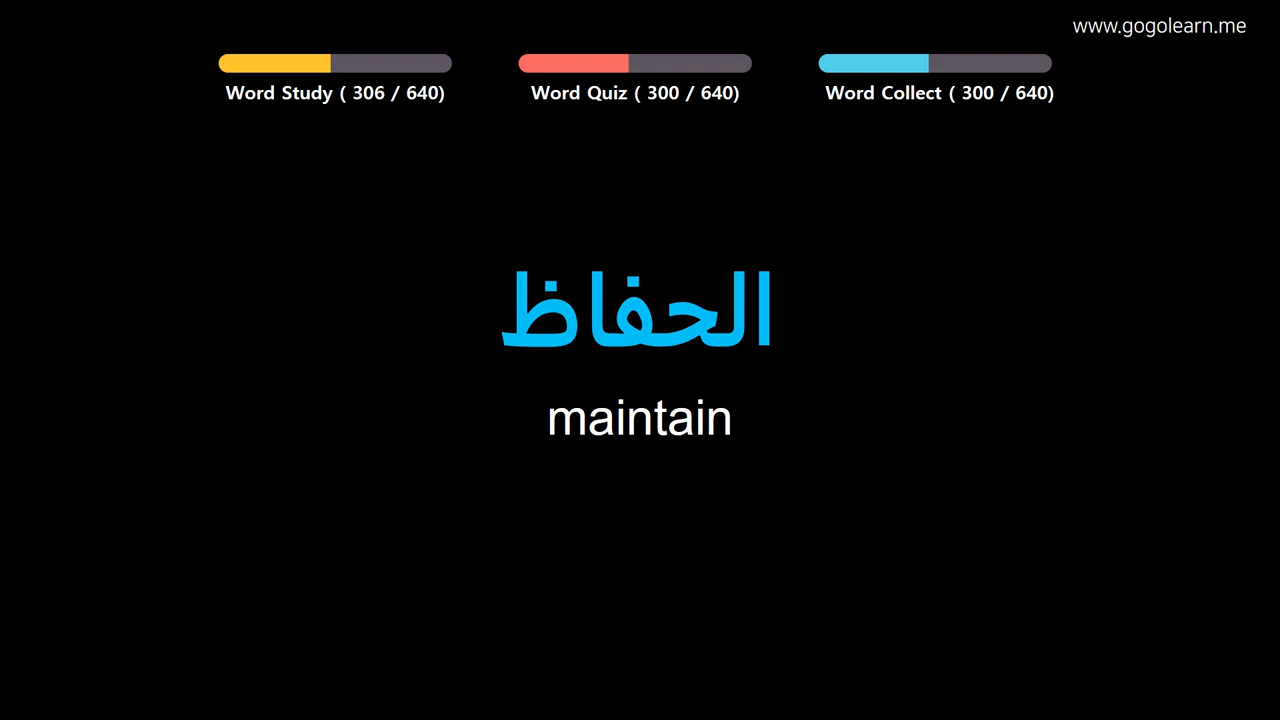 www.gogolearn.me
Word Study ( 306 / 640)
Word Quiz ( 300 / 640)
Word Collect ( 300 / 640)
الحفاظ
maintain